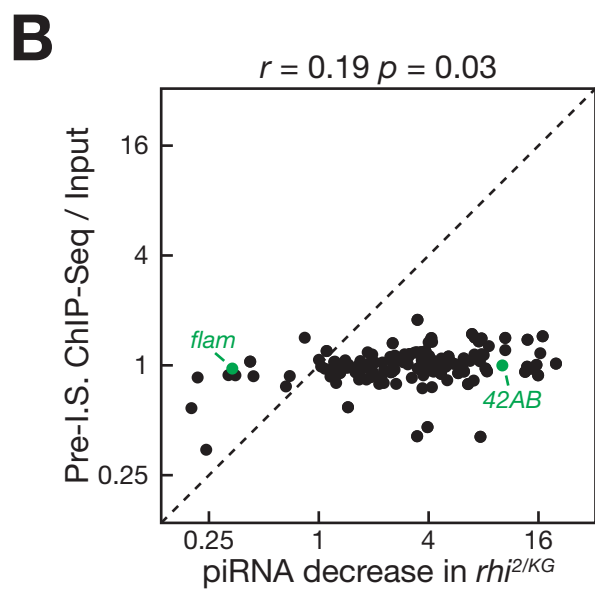 B
r = 0.19 p = 0.03
Pre-I.S. ChIP-Seq / Input
16
4
1
0.25
flam
42AB
0.25 1 4 16
piRNA decrease in rhi2/KG